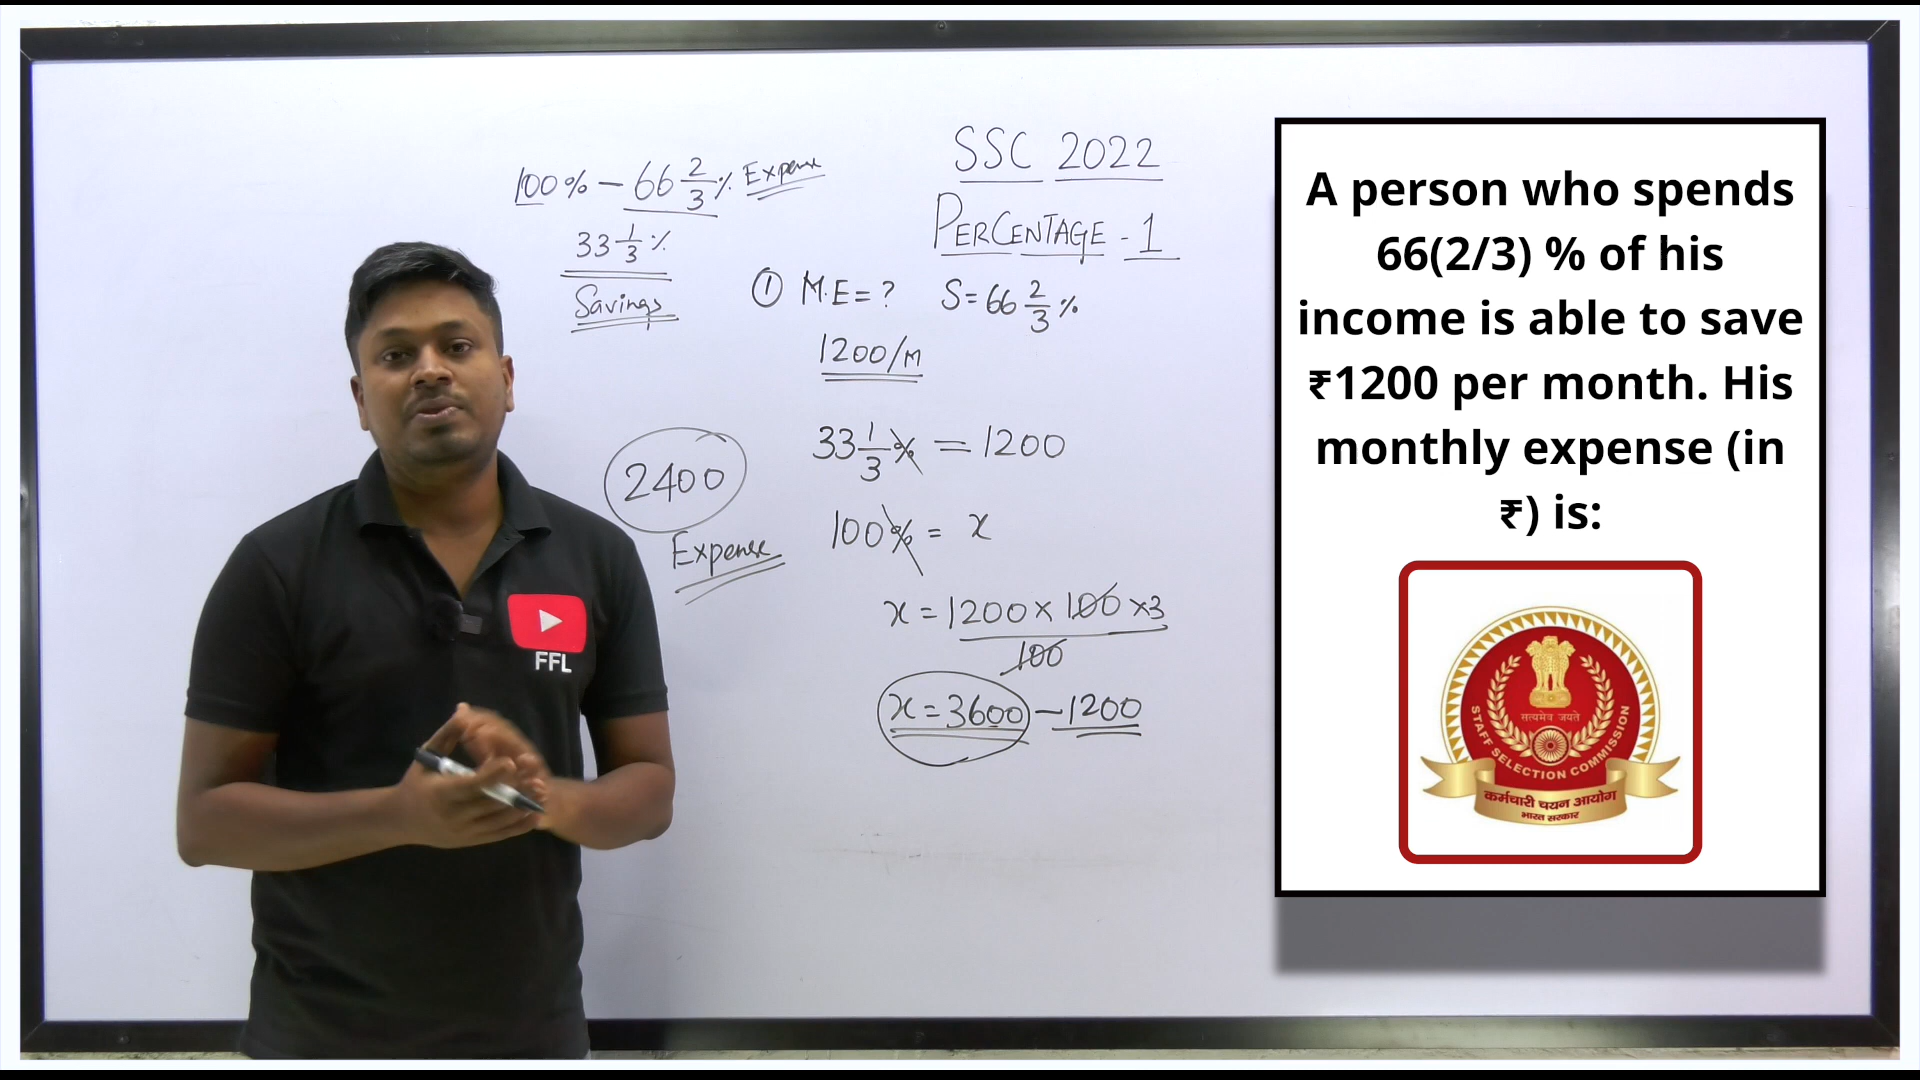 SSC 2022
PERCENTAGE - 1
100% - 66 2/3 % Expense
33 1/3 %
Savings
① M.E = ? S = 66 2/3 %
1200/M
33 1/3 % = 1200
100% = x
x = 1200 × 100 × 3
100
x = 3600 - 1200
2400
Expense
FFL
A person who spends
66(2/3) % of his
income is able to save
₹1200 per month. His
monthly expense (in
₹) is:
सत्यमेव जयते
STAFF SELECTION COMMISSION
कर्मचारी चयन आयोग
भारत सरकार